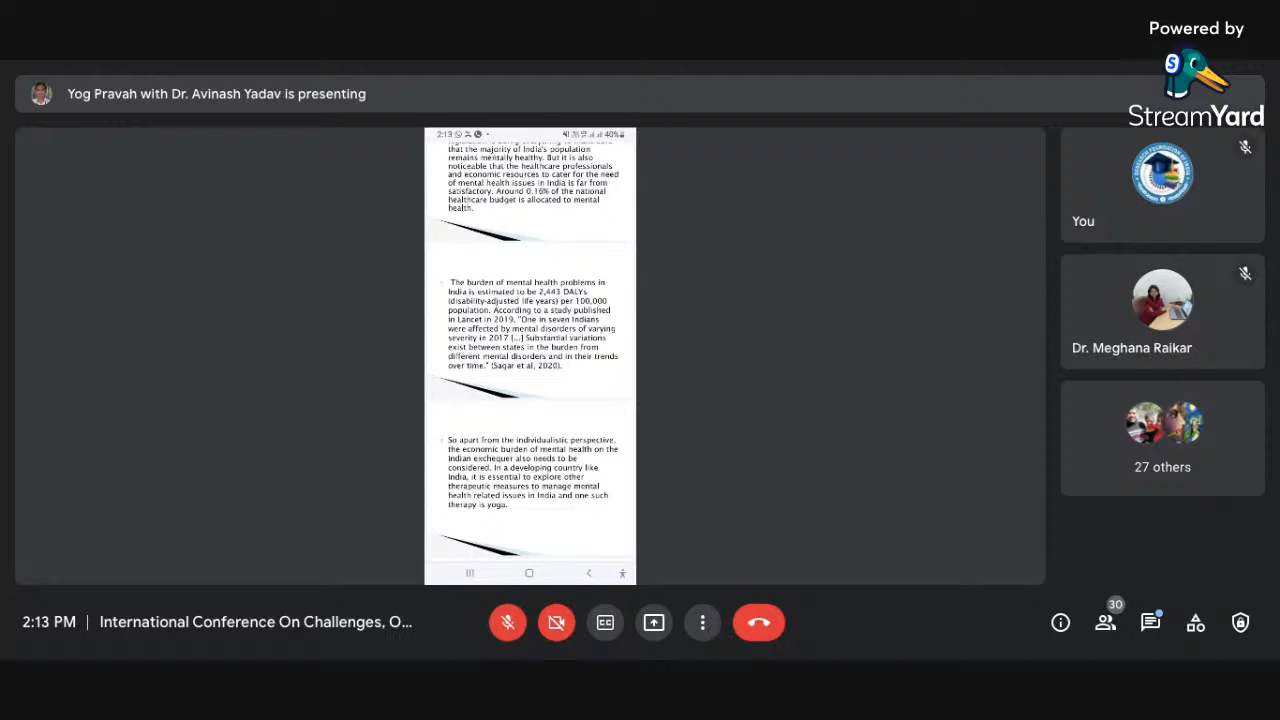 Powered by
StreamYard
Yog Pravah with Dr. Avinash Yadav is presenting
2:13
40%
that the majority of India's population
remains mentally healthy. But it is also
noticeable that the healthcare professionals
and economic resources to cater for the need
of mental health issues in India is far from
satisfactory. Around 0.16% of the national
healthcare budget is allocated to mental
health.
The burden of mental health problems in
India is estimated to be 2,443 DALYs
(disability-adjusted life years) per 100,000
population. According to a study published
in Lancet in 2019, "One in seven Indians
were affected by mental disorders of varying
severity in 2017 [...] Substantial variations
exist between states in the burden from
different mental disorders and in their trends
over time." (Sagar et al, 2020).
So apart from the individualistic perspective,
the economic burden of mental health on the
Indian exchequer also needs to be
considered. In a developing country like
India, it is essential to explore other
therapeutic measures to manage mental
health related issues in India and one such
therapy is yoga.
You
Dr. Meghana Raikar
27 others
2:13 PM
International Conference On Challenges, O...
30